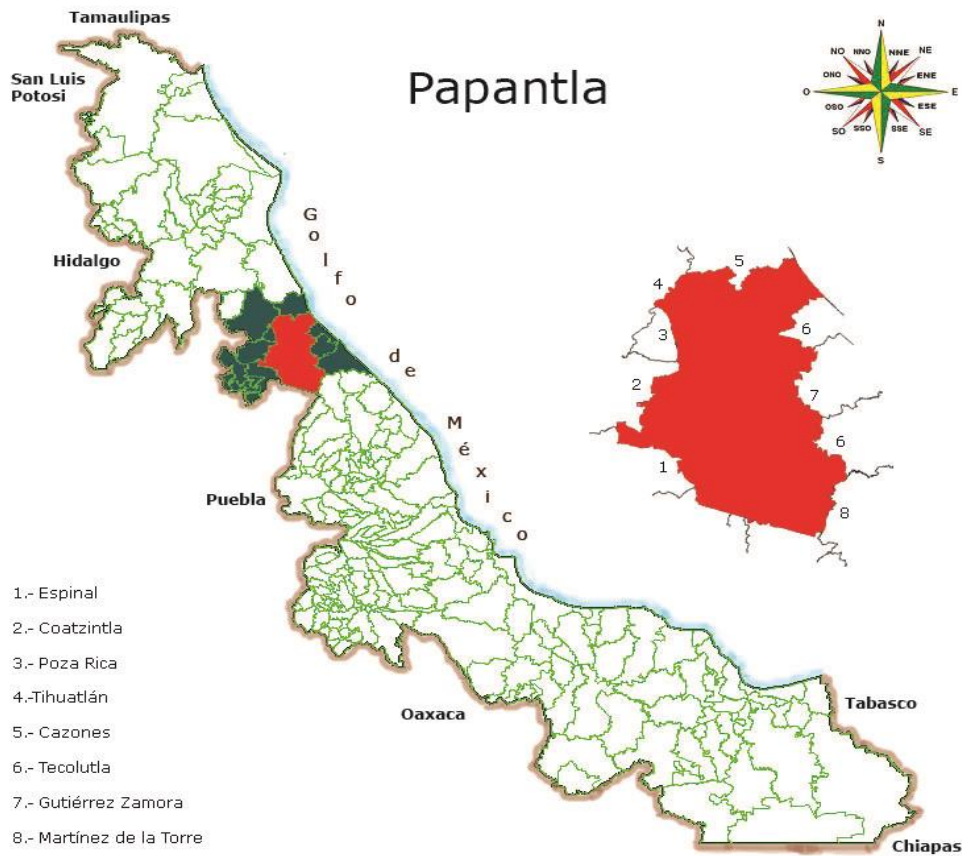 Tamaulipas
San Luis
Potosi
Papantla
N
NNO
NNE
NO
NE
ONO
ENE
O
E
OSO
ESE
SO
SSO
SSE
SE
S
Golfo de México
Hidalgo
5
4
6
3
2
7
6
1
8
Puebla
1.- Espinal
2.- Coatzintla
3.- Poza Rica
4.-Tihuatlán
5.- Cazones
6.- Tecolutla
7.- Gutiérrez Zamora
8.- Martínez de la Torre
Oaxaca
Tabasco
Chiapas